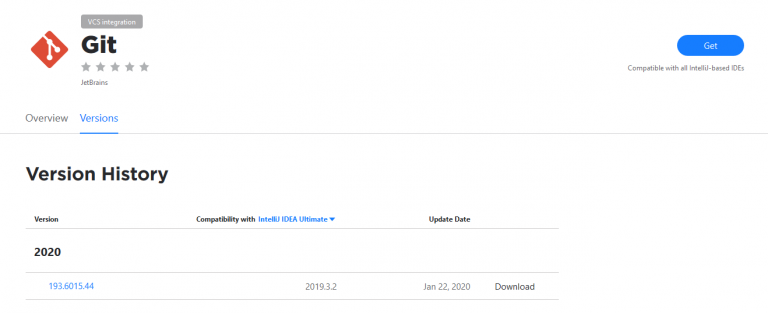 VCS integration
Git
Get
JetBrains
Compatible with all IntelliJ-based IDEs
Overview Versions
Version History
Version Compatibility with IntelliJ IDEA Ultimate Update Date
2020
193.6015.44 2019.3.2 Jan 22, 2020 Download